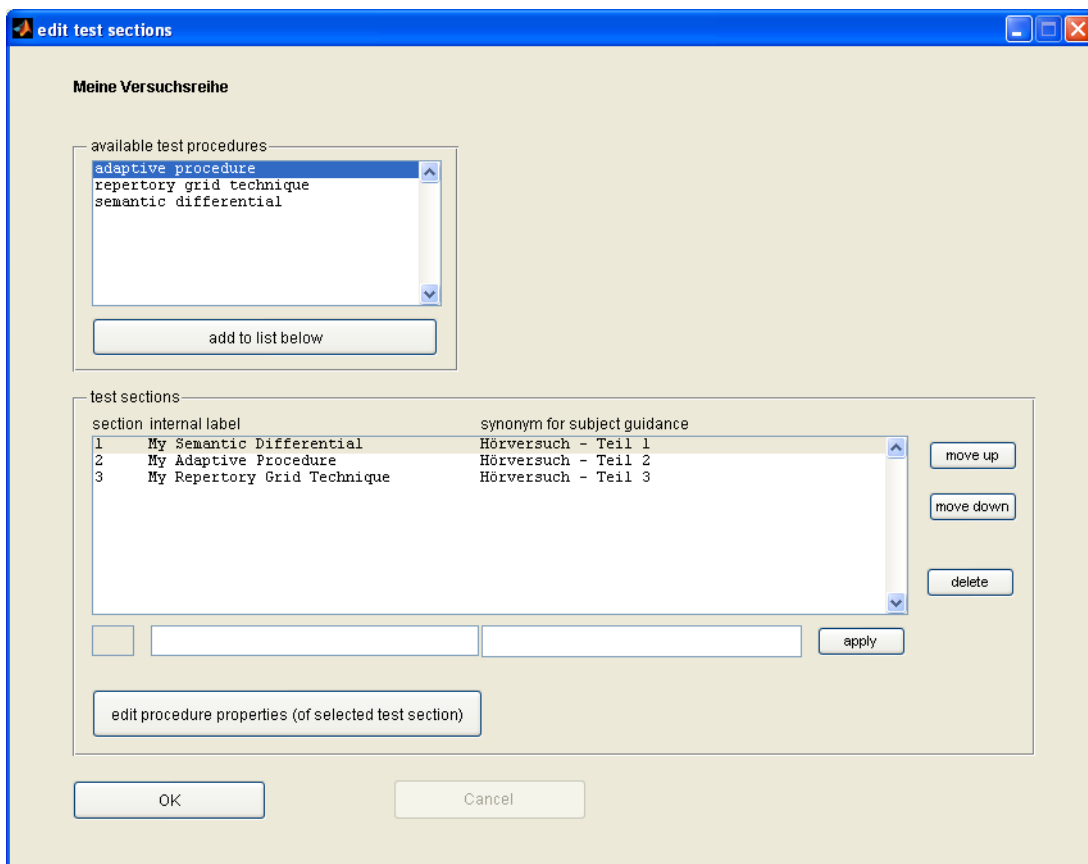 edit test sections
Meine Versuchsreihe
available test procedures
adaptive procedure
repertory grid technique
semantic differential
add to list below
test sections
section internal label synonym for subject guidance
1 My Semantic Differential Hörversuch - Teil 1
2 My Adaptive Procedure Hörversuch - Teil 2
3 My Repertory Grid Technique Hörversuch - Teil 3
move up
move down
delete
apply
edit procedure properties (of selected test section)
OK Cancel